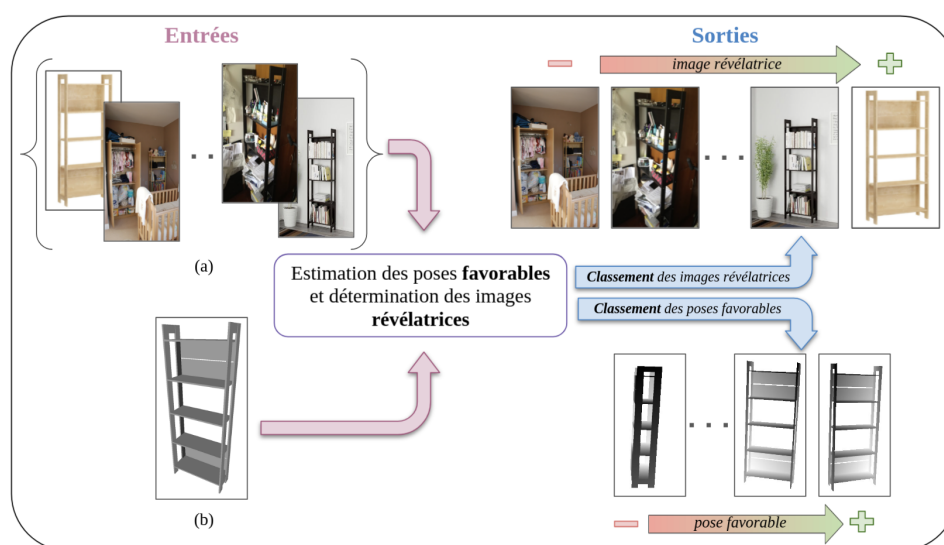 Entrées
Sorties
image révélatrice
(a)
Estimation des poses favorables
et détermination des images
révélatrices
Classement des images révélatrices
Classement des poses favorables
(b)
pose favorable